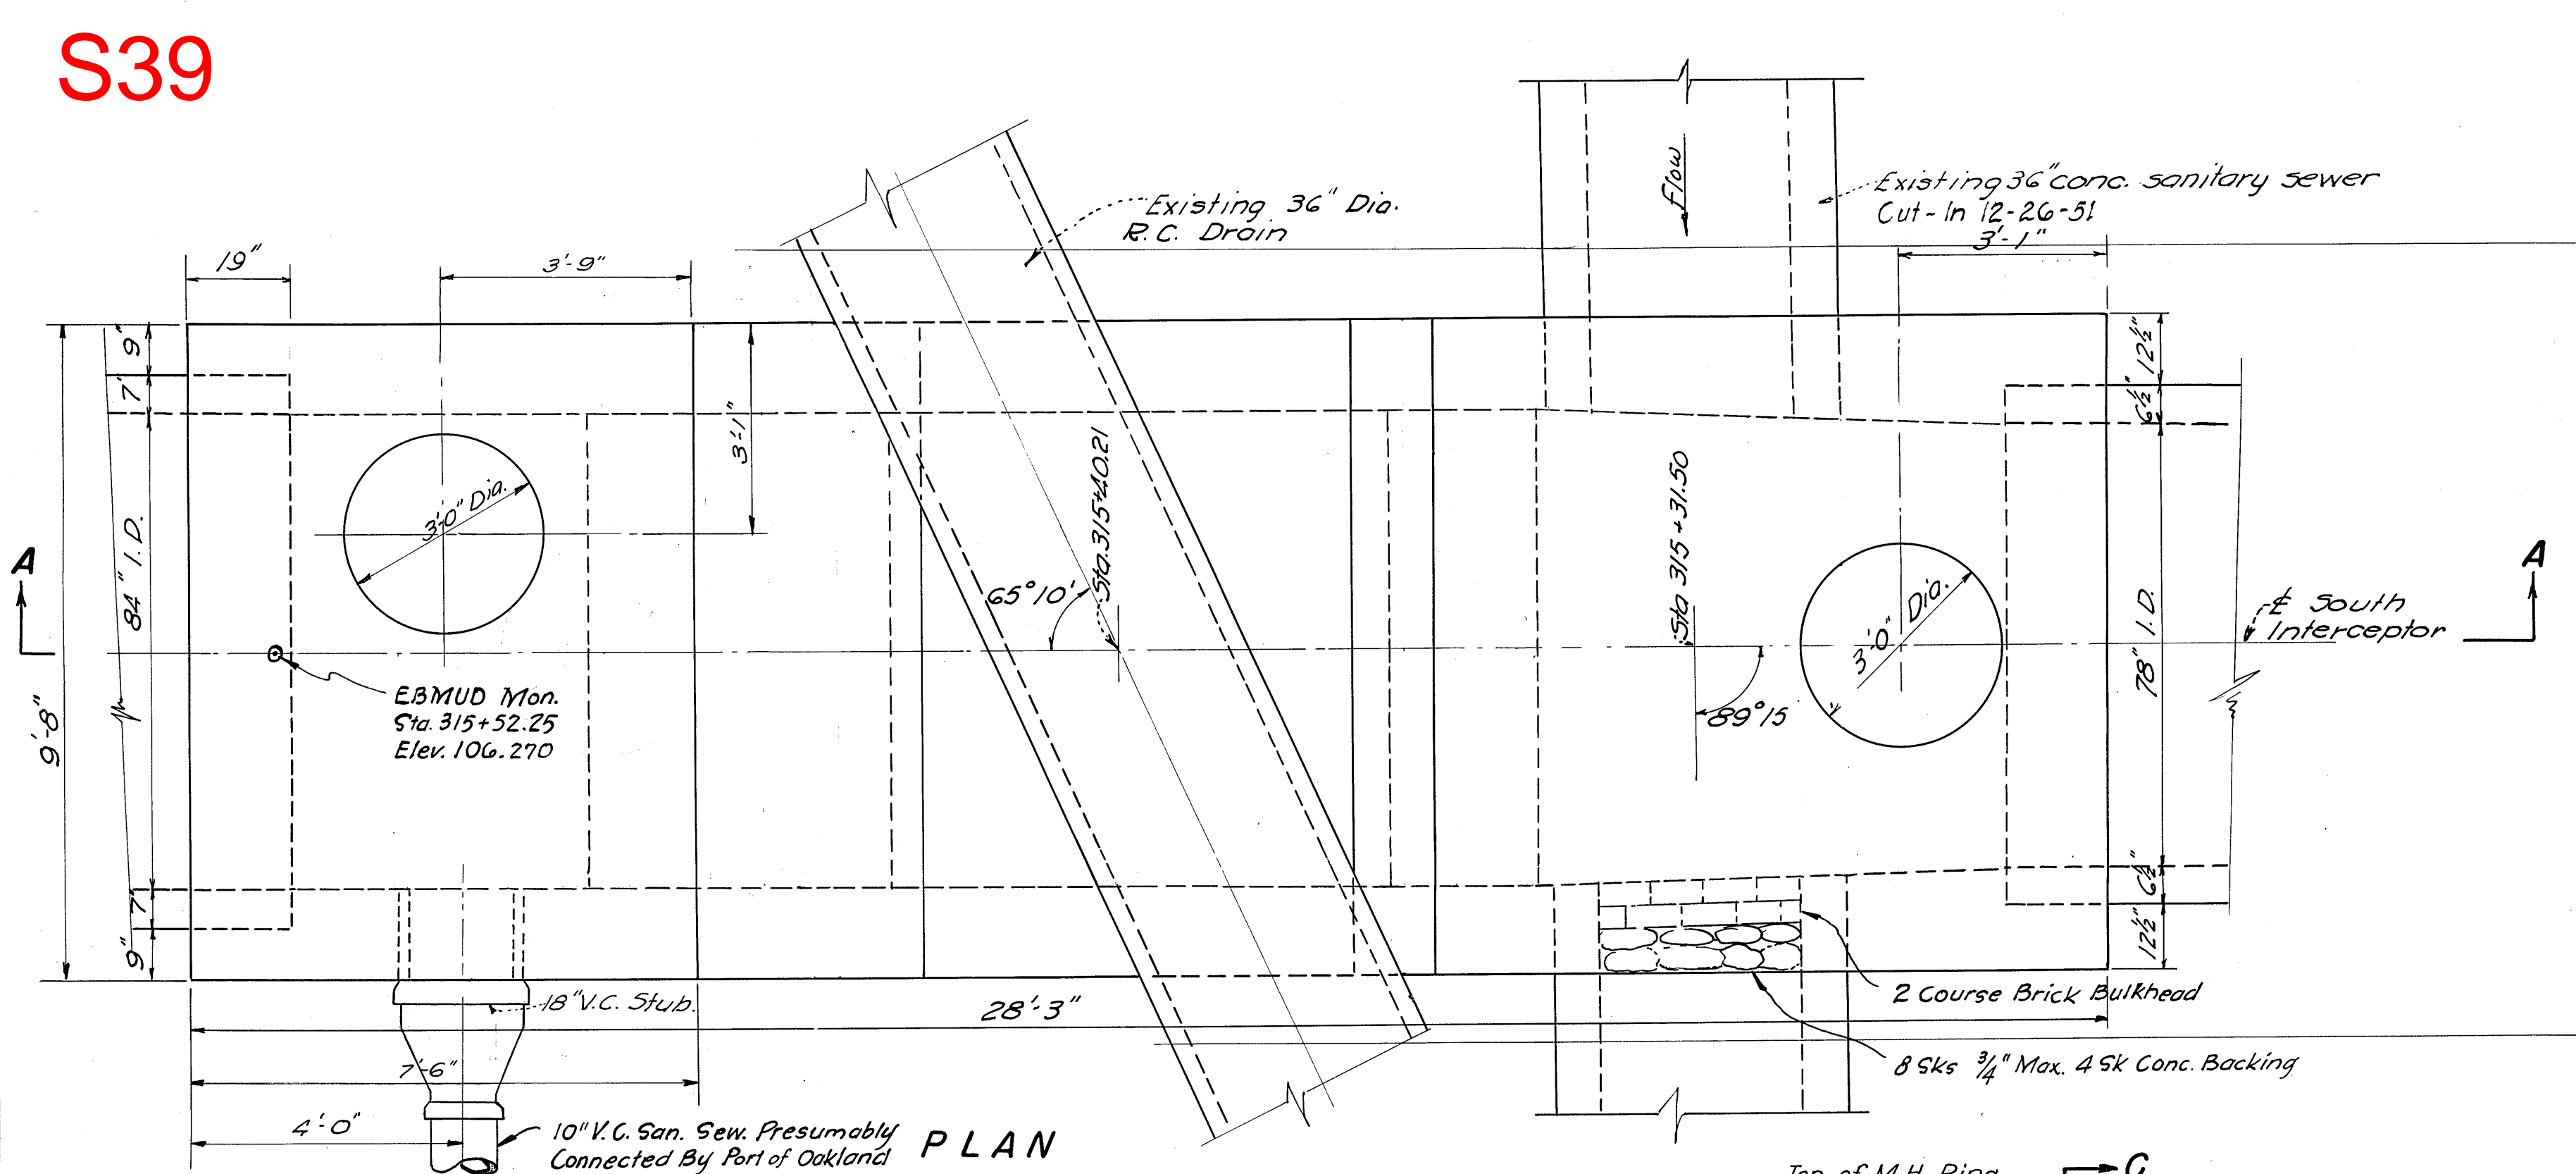 S39
Flow
Existing 36" conc. sanitary sewer
Cut-In 12-26-51
3'-1"
Existing 36" Dia.
R.C. Drain
19"
3'-9"
9"
7"
84" I.D.
7"
9"
9'-8"
3'-1"
3'-0" Dia.
Sta. 315+40.21
65°10'
Sta 315+31.50
89°15'
3'-0" Dia.
12½"
6½"
78" I.D.
6½"
12½"
A
A
℄ South
Interceptor
EBMUD Mon.
Sta. 315+52.25
Elev. 106.270
18" V.C. Stub.
28'-3"
7'-6"
4'-0"
2 Course Brick Bulkhead
8 Sks ¾" Max. 4 Sk Conc. Backing
10" V.C. San. Sew. Presumably
Connected By Port of Oakland
PLAN
Top of M.H. Ring
C